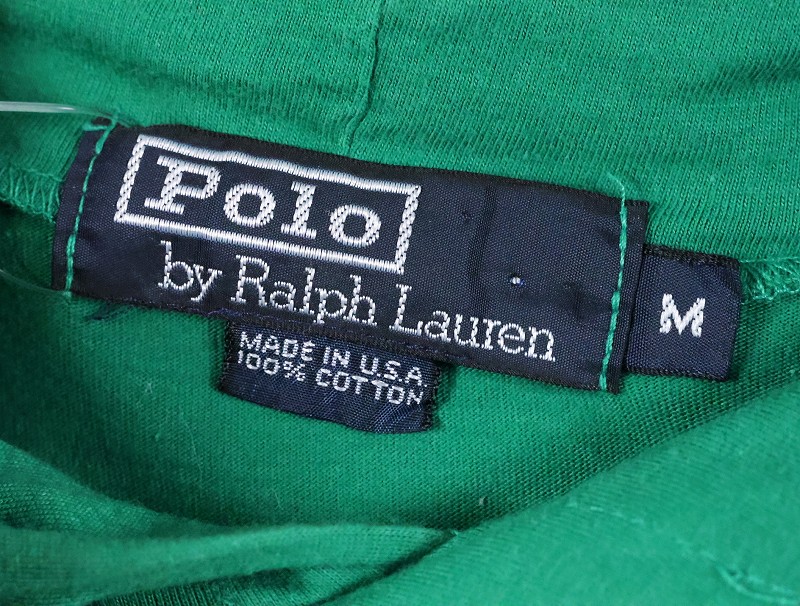 Polo
by Ralph Lauren
M
MADE IN U.S.A.
100% COTTON